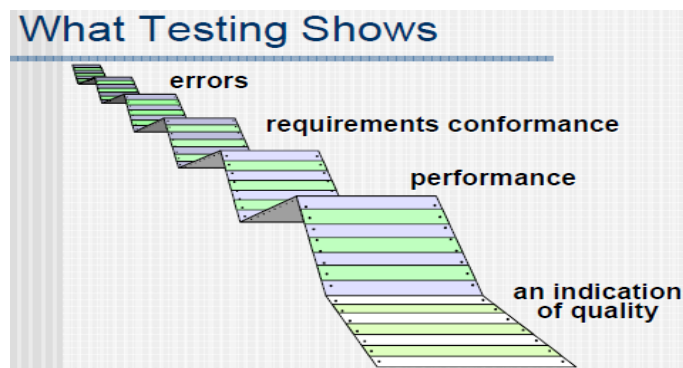 What Testing Shows
errors
requirements conformance
performance
an indication
of quality